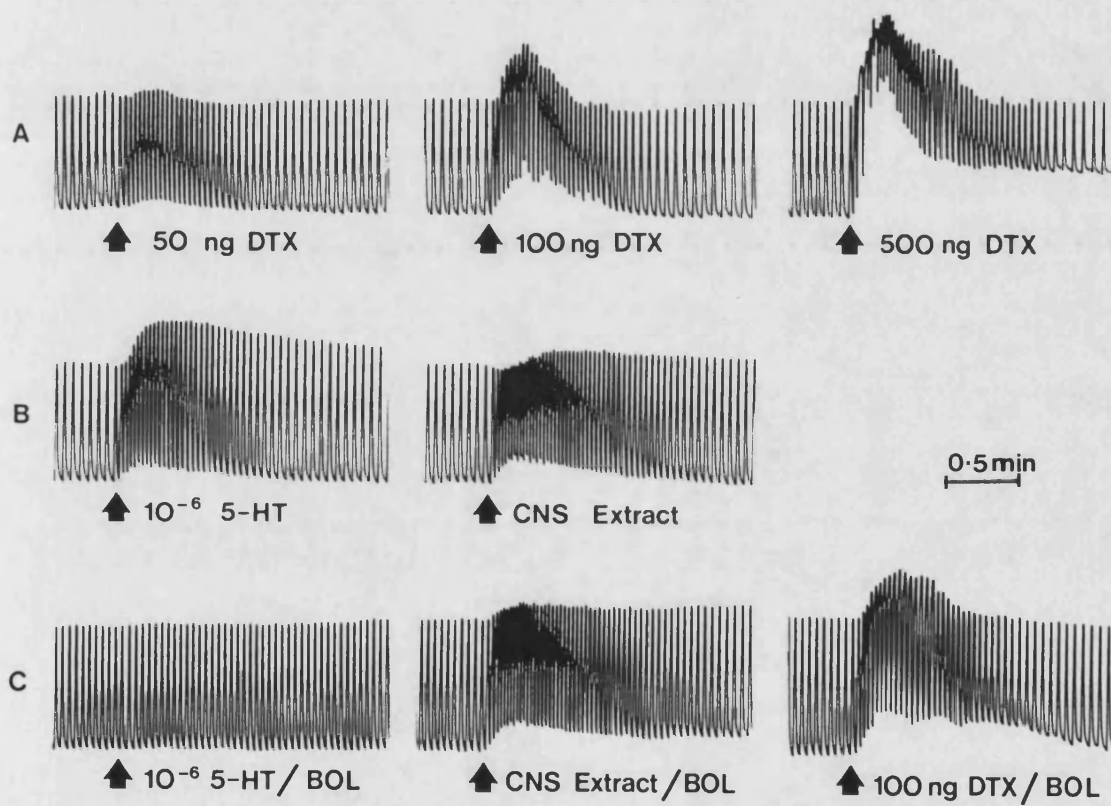 A
50 ng DTX
100 ng DTX
500 ng DTX
B
10⁻⁶ 5-HT
CNS Extract
0·5 min
C
10⁻⁶ 5-HT/BOL
CNS Extract/BOL
100 ng DTX/BOL